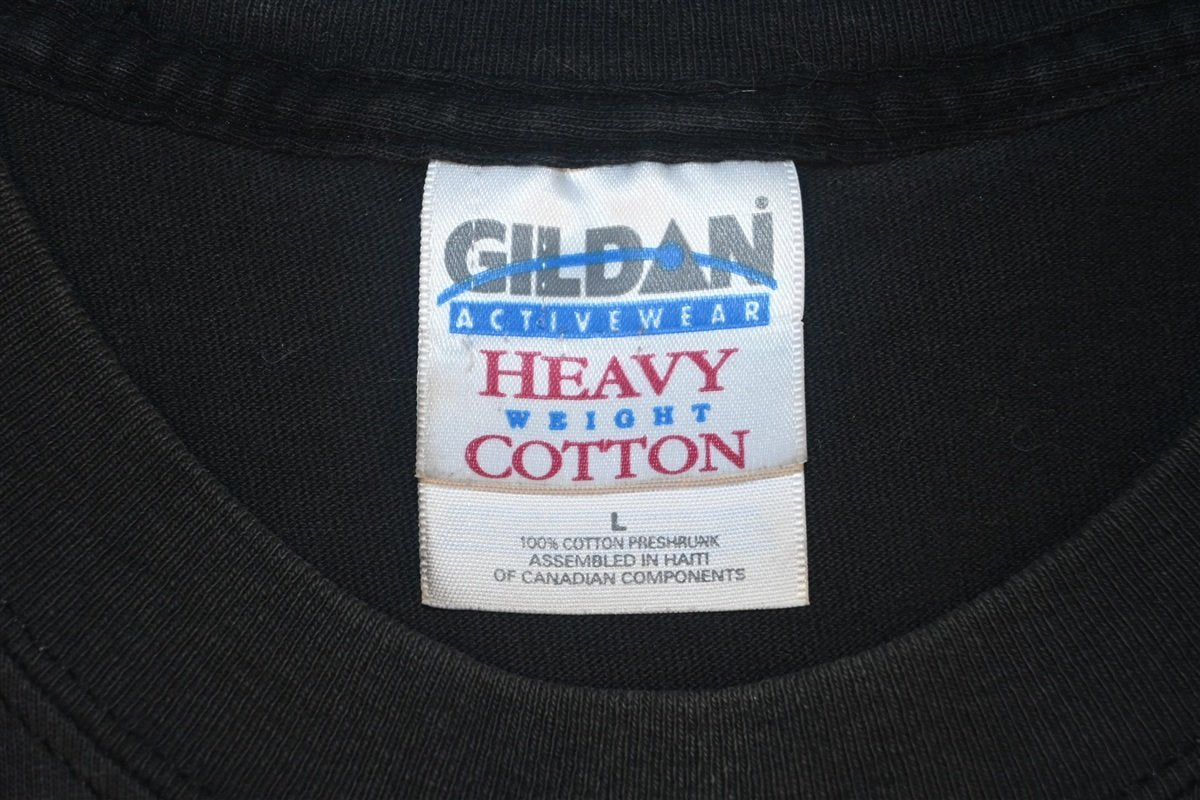 GILDAN®
ACTIVEWEAR
HEAVY
WEIGHT
COTTON
L
100% COTTON PRESHRUNK
ASSEMBLED IN HAITI
OF CANADIAN COMPONENTS